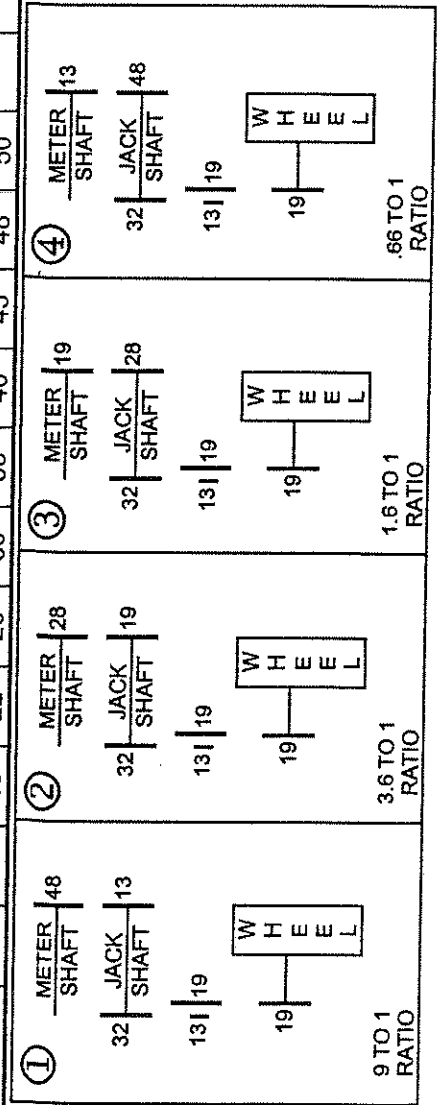 ①
METER
SHAFT
48
32
JACK
SHAFT
13
13 19
19
WHEEL
9 TO 1
RATIO
②
METER
SHAFT
28
32
JACK
SHAFT
19
13 19
19
WHEEL
3.6 TO 1
RATIO
③
METER
SHAFT
19
32
JACK
SHAFT
28
13 19
19
WHEEL
1.6 TO 1
RATIO
④
METER
SHAFT
13
32
JACK
SHAFT
48
13 19
19
WHEEL
.66 TO 1
RATIO